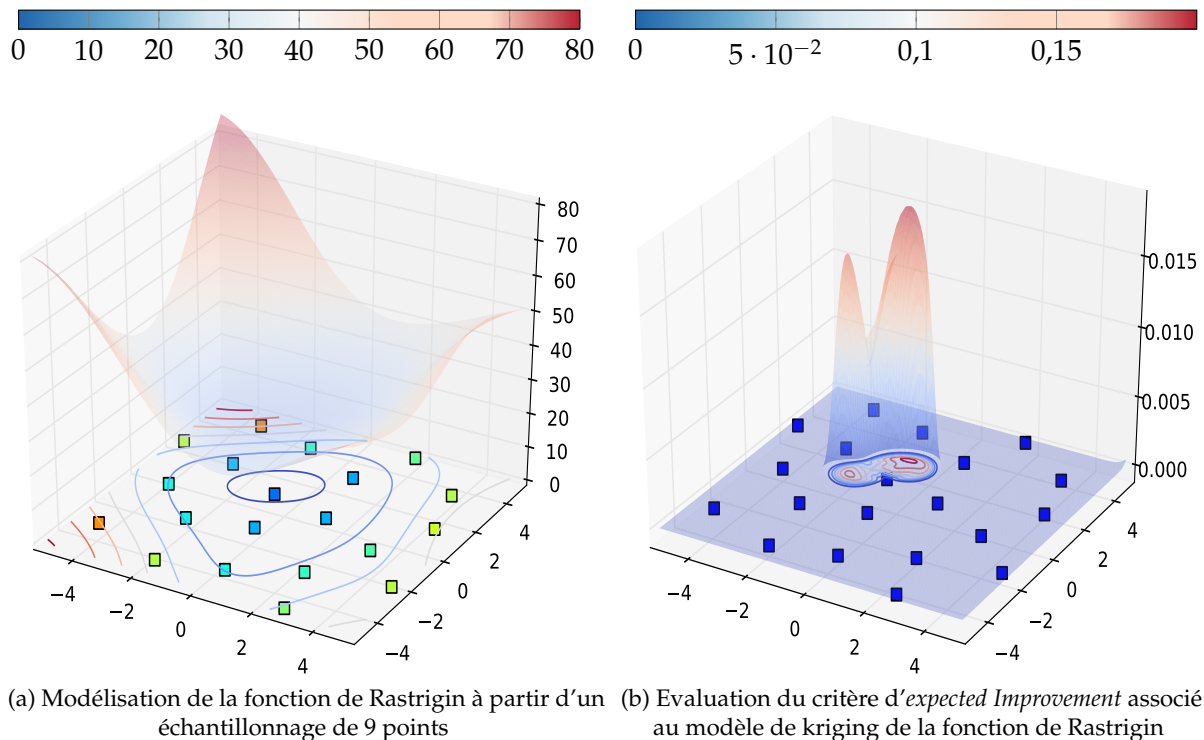 0 10 20 30 40 50 60 70 80
0 5 · 10⁻² 0,1 0,15
80
70
60
50
40
30
20
10
0
−4 −2 0 2 4
−4 −2 0 2 4
0.015
0.010
0.005
0.000
−4 −2 0 2 4
−4 −2 0 2 4
(a) Modélisation de la fonction de Rastrigin à partir d'un
échantillonnage de 9 points
(b) Evaluation du critère d'expected Improvement associé
au modèle de kriging de la fonction de Rastrigin